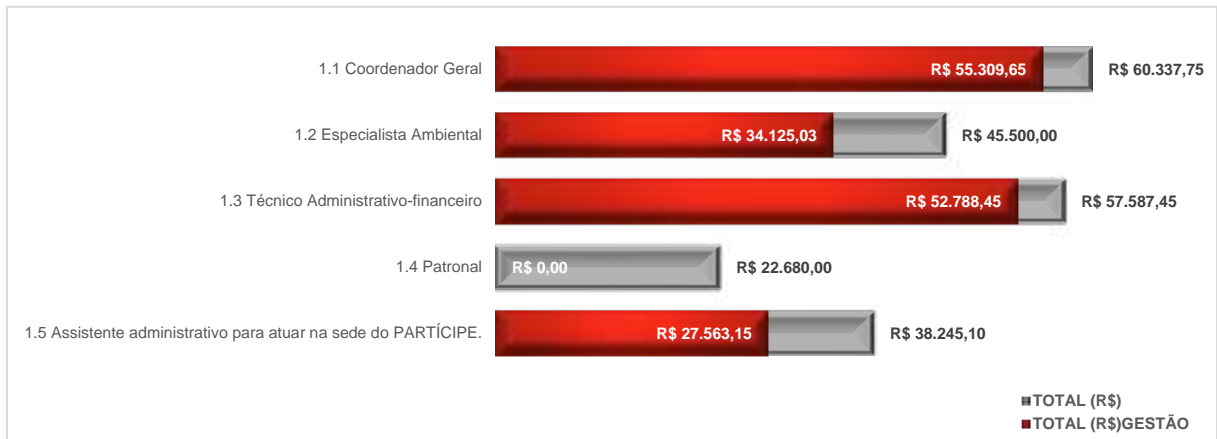 1.1 Coordenador Geral R$ 55.309,65 R$ 60.337,75
1.2 Especialista Ambiental R$ 34.125,03 R$ 45.500,00
1.3 Técnico Administrativo-financeiro R$ 52.788,45 R$ 57.587,45
1.4 Patronal R$ 0,00 R$ 22.680,00
1.5 Assistente administrativo para atuar na sede do PARTÍCIPE. R$ 27.563,15 R$ 38.245,10
TOTAL (R$)
TOTAL (R$)GESTÃO